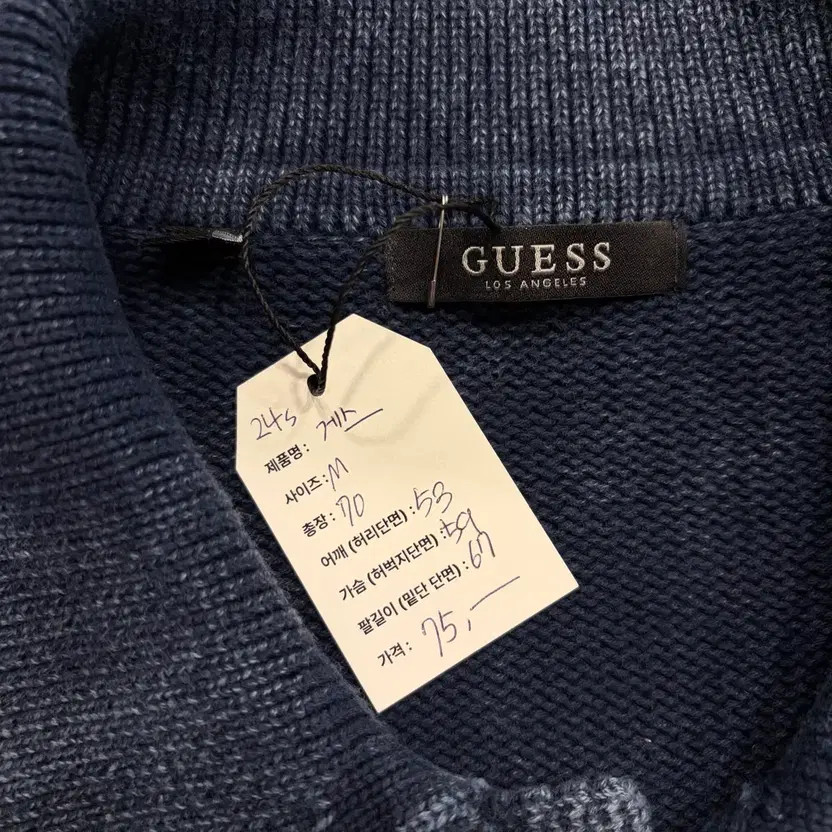 GUESS
LOS ANGELES
24s
제품명: 게스
사이즈: M
총장: 70
어깨 (허리단면) : 53
가슴 (허벅지단면) : 59
팔길이 (밑단 단면) : 67
가격: 75,—